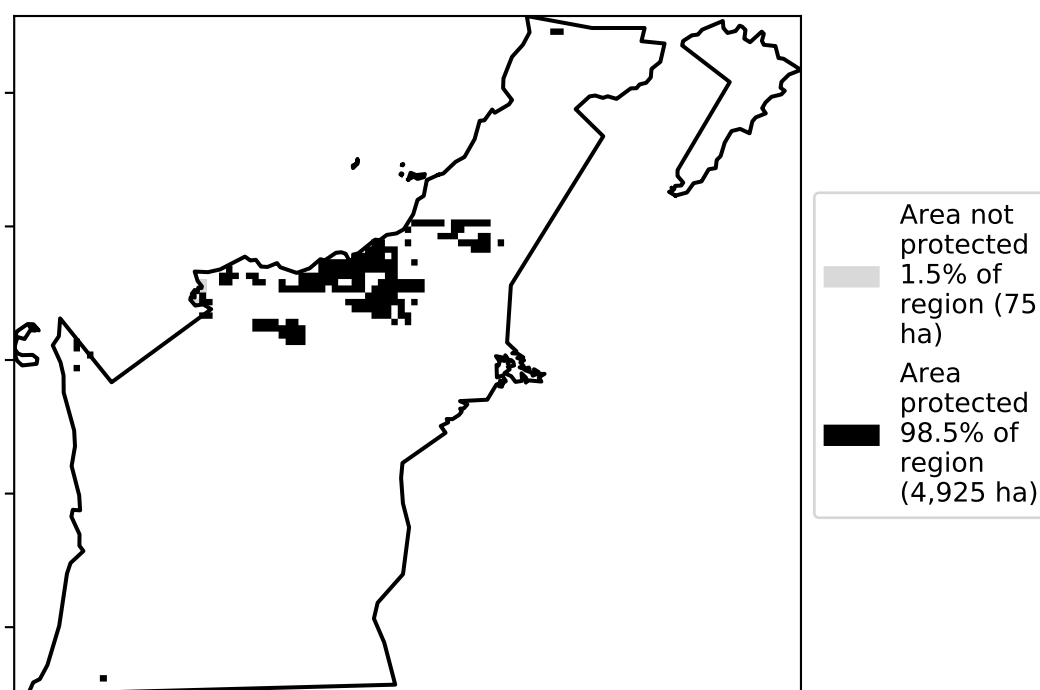 Area not
protected
1.5% of
region (75
ha)
Area
protected
98.5% of
region
(4,925 ha)